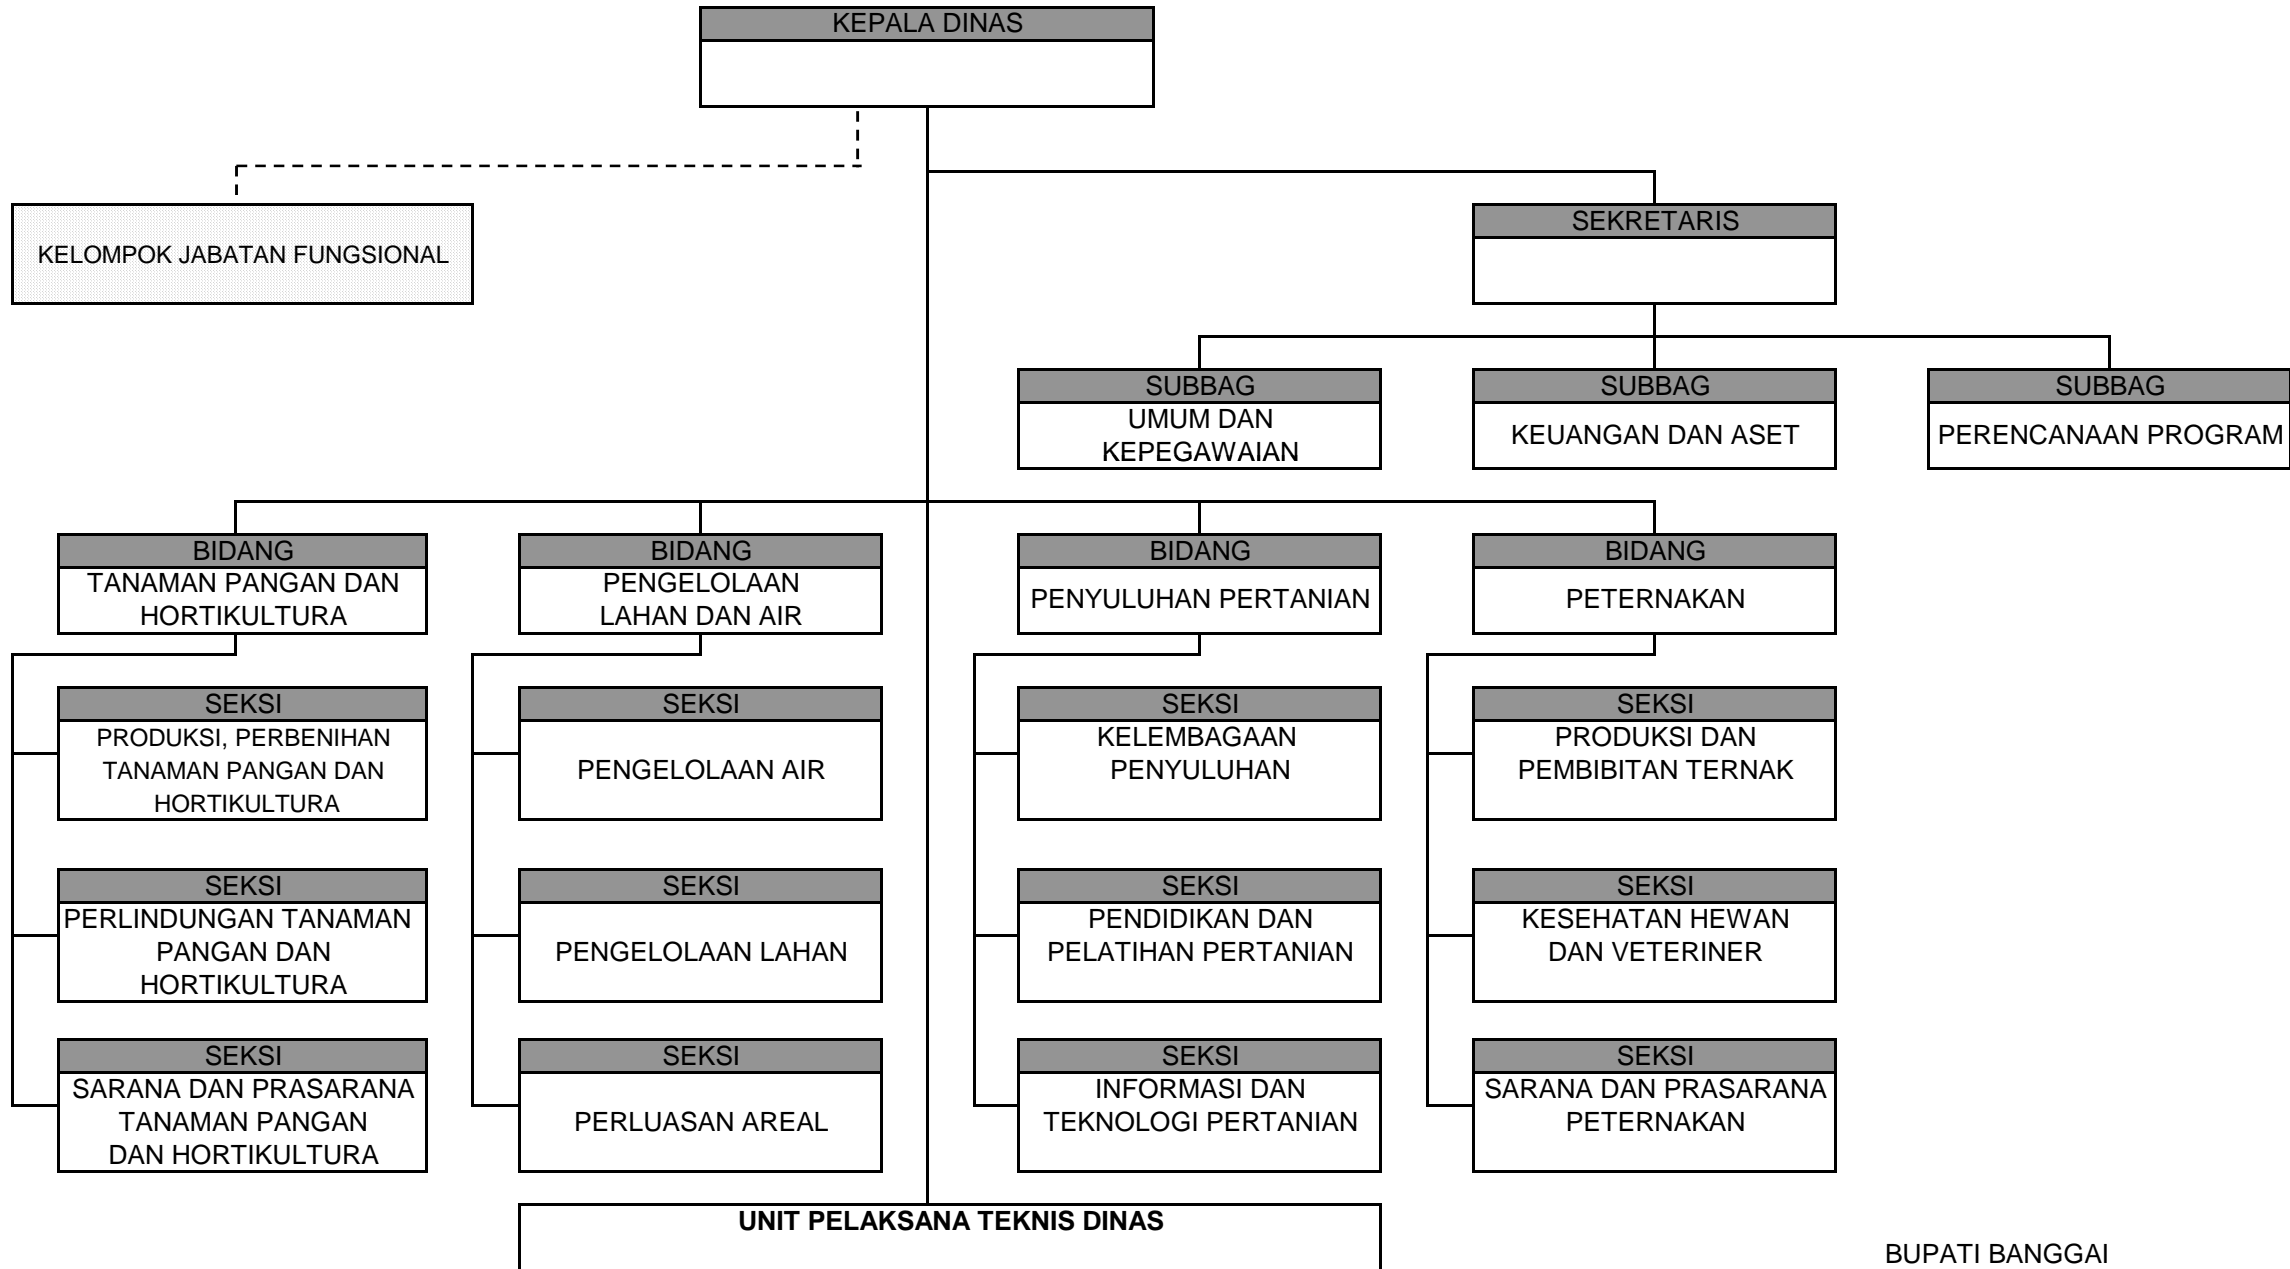 KEPALA DINAS
KELOMPOK JABATAN FUNGSIONAL
SEKRETARIS
SUBBAG
UMUM DAN
KEPEGAWAIAN
SUBBAG
KEUANGAN DAN ASET
SUBBAG
PERENCANAAN PROGRAM
BIDANG
TANAMAN PANGAN DAN
HORTIKULTURA
BIDANG
PENGELOLAAN
LAHAN DAN AIR
BIDANG
PENYULUHAN PERTANIAN
BIDANG
PETERNAKAN
SEKSI
PRODUKSI, PERBENIHAN
TANAMAN PANGAN DAN
HORTIKULTURA
SEKSI
PENGELOLAAN AIR
SEKSI
KELEMBAGAAN
PENYULUHAN
SEKSI
PRODUKSI DAN
PEMBIBITAN TERNAK
SEKSI
PERLINDUNGAN TANAMAN
PANGAN DAN
HORTIKULTURA
SEKSI
PENGELOLAAN LAHAN
SEKSI
PENDIDIKAN DAN
PELATIHAN PERTANIAN
SEKSI
KESEHATAN HEWAN
DAN VETERINER
SEKSI
SARANA DAN PRASARANA
TANAMAN PANGAN
DAN HORTIKULTURA
SEKSI
PERLUASAN AREAL
SEKSI
INFORMASI DAN
TEKNOLOGI PERTANIAN
SEKSI
SARANA DAN PRASARANA
PETERNAKAN
UNIT PELAKSANA TEKNIS DINAS
BUPATI BANGGAI